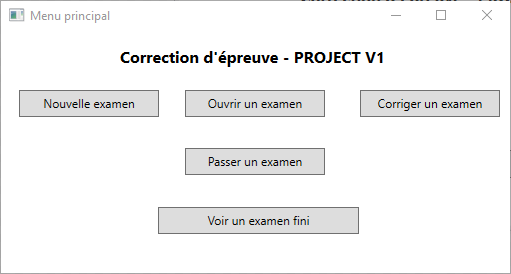 Menu principal
Correction d'épreuve - PROJECT V1
Nouvelle examen
Ouvrir un examen
Corriger un examen
Passer un examen
Voir un examen fini